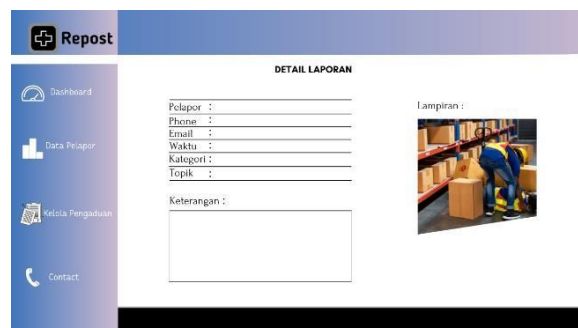 Repost
DETAIL LAPORAN
Dashboard
Data Pelapor
Kelola Pengaduan
Contact
Pelapor :
Phone :
Email :
Waktu :
Kategori :
Topik :
Keterangan :
Lampiran :